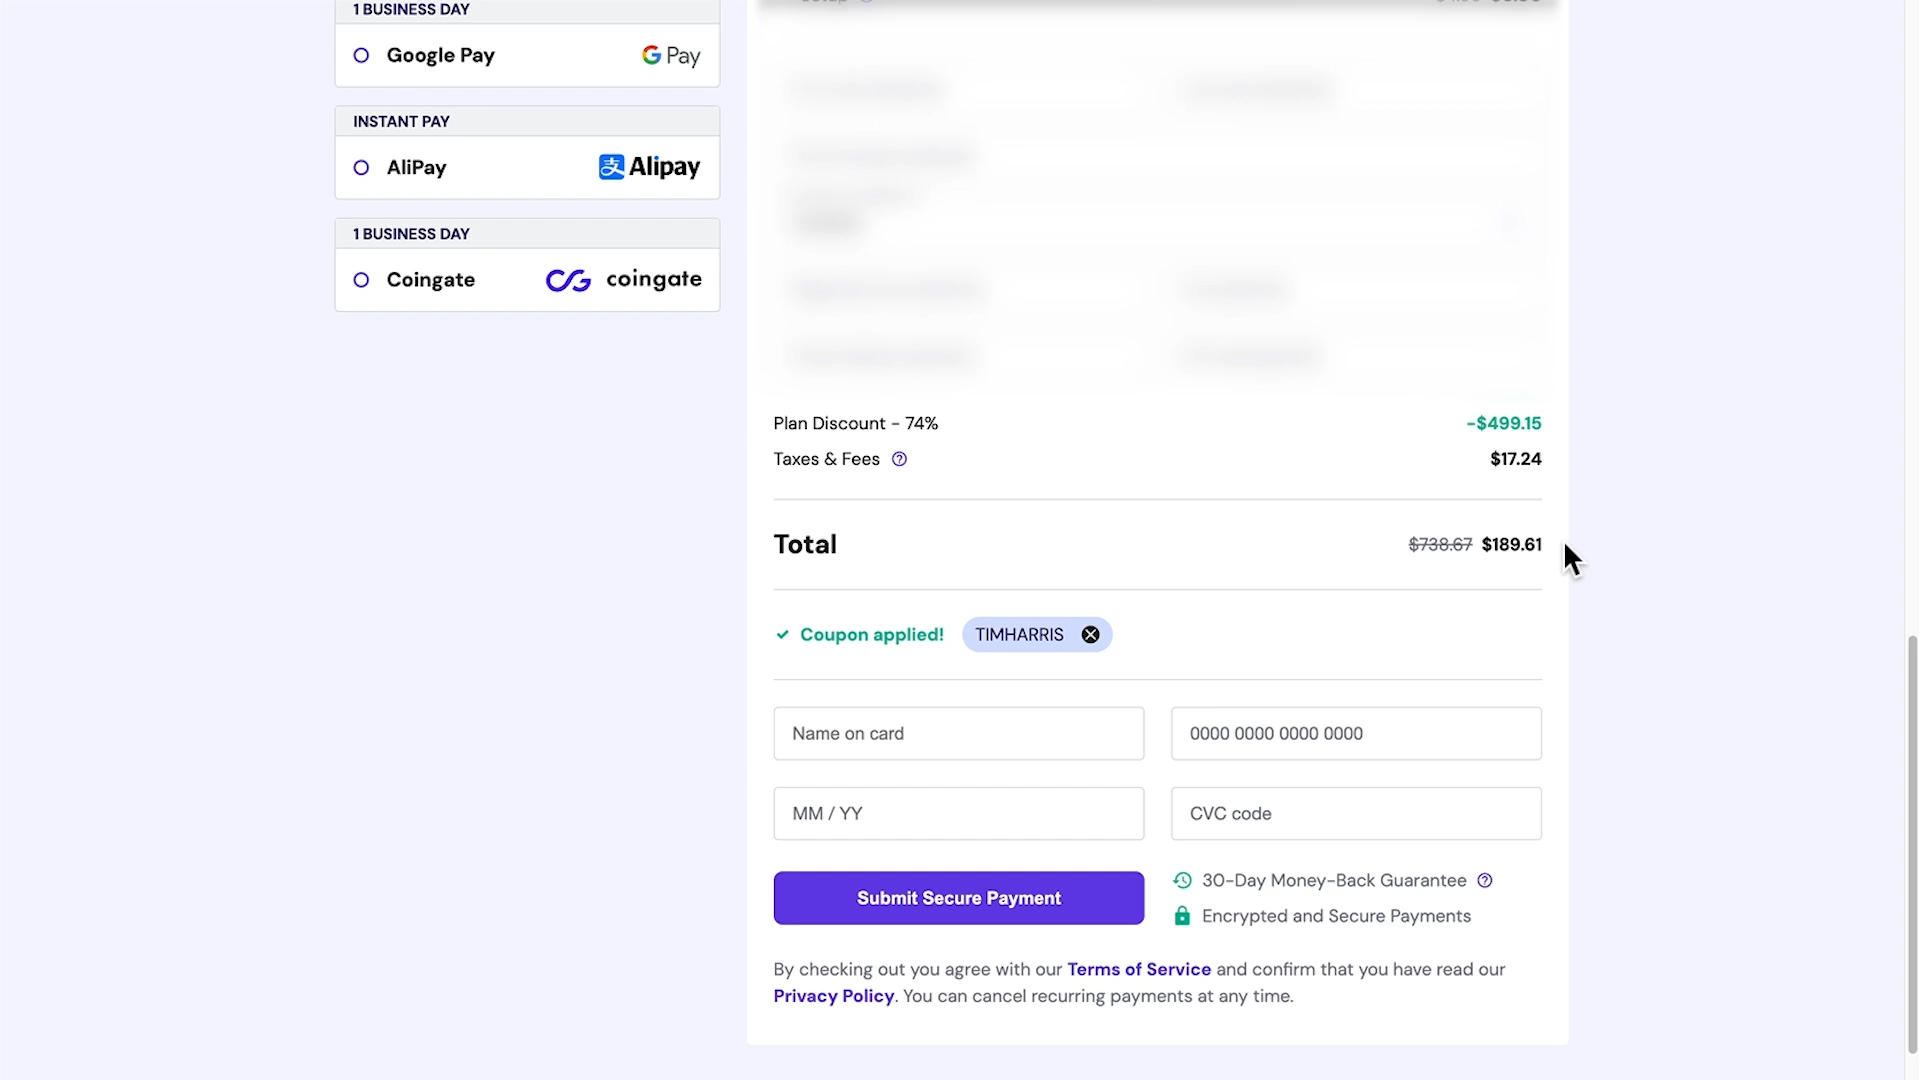 1 BUSINESS DAY
Google Pay
G Pay
INSTANT PAY
AliPay
支 Alipay
1 BUSINESS DAY
Coingate
coingate
Plan Discount - 74%
-$499.15
Taxes & Fees
$17.24
Total
$738.67 $189.61
Coupon applied! TIMHARRIS
Name on card
0000 0000 0000 0000
MM / YY
CVC code
Submit Secure Payment
30-Day Money-Back Guarantee
Encrypted and Secure Payments
By checking out you agree with our Terms of Service and confirm that you have read our
Privacy Policy. You can cancel recurring payments at any time.